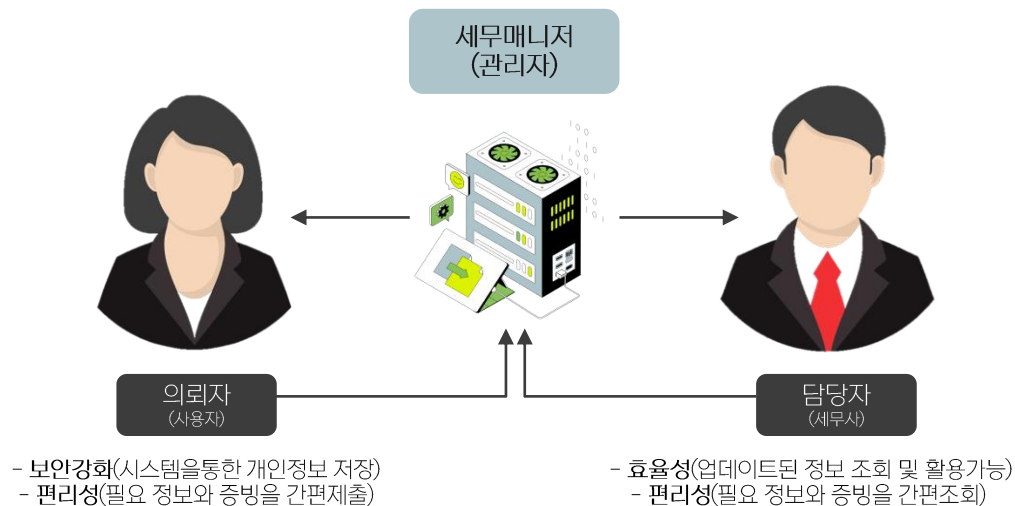 세무매니저
(관리자)
의뢰자
(사용자)
담당자
(세무사)
- 보안강화(시스템을통한 개인정보 저장)
- 편리성(필요 정보와 증빙을 간편제출)
- 효율성(업데이트된 정보 조회 및 활용가능)
- 편리성(필요 정보와 증빙을 간편조회)